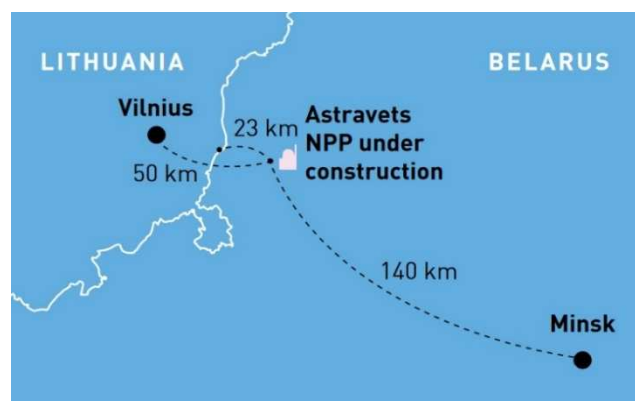 LITHUANIA
BELARUS
Vilnius
23 km
Astravets
NPP under
construction
50 km
140 km
Minsk